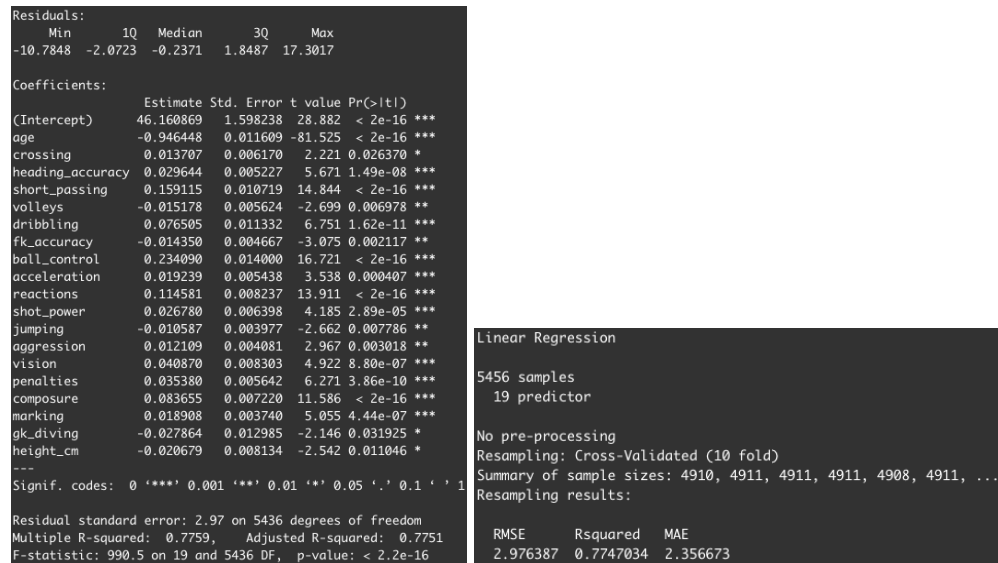 Residuals:
Min 1Q Median 3Q Max
-10.7848 -2.0723 -0.2371 1.8487 17.3017
Coefficients:
Estimate Std. Error t value Pr(>|t|)
(Intercept) 46.160869 1.598238 28.882 < 2e-16 ***
age -0.946448 0.011609 -81.525 < 2e-16 ***
crossing 0.013707 0.006170 2.221 0.026370 *
heading_accuracy 0.029644 0.005227 5.671 1.49e-08 ***
short_passing 0.159115 0.010719 14.844 < 2e-16 ***
volleys -0.015178 0.005624 -2.699 0.006978 **
dribbling 0.076505 0.011332 6.751 1.62e-11 ***
fk_accuracy -0.014350 0.004667 -3.075 0.002117 **
ball_control 0.234090 0.014000 16.721 < 2e-16 ***
acceleration 0.019239 0.005438 3.538 0.000407 ***
reactions 0.114581 0.008237 13.911 < 2e-16 ***
shot_power 0.026780 0.006398 4.185 2.89e-05 ***
jumping -0.010587 0.003977 -2.662 0.007786 **
aggression 0.012109 0.004081 2.967 0.003018 **
vision 0.040870 0.008303 4.922 8.80e-07 ***
penalties 0.035380 0.005642 6.271 3.86e-10 ***
composure 0.083655 0.007220 11.586 < 2e-16 ***
marking 0.018908 0.003740 5.055 4.44e-07 ***
gk_diving -0.027864 0.012985 -2.146 0.031925 *
height_cm -0.020679 0.008134 -2.542 0.011046 *
---
Signif. codes: 0 ‘***’ 0.001 ‘**’ 0.01 ‘*’ 0.05 ‘.’ 0.1 ‘ ’ 1
Residual standard error: 2.97 on 5436 degrees of freedom
Multiple R-squared: 0.7759, Adjusted R-squared: 0.7751
F-statistic: 990.5 on 19 and 5436 DF, p-value: < 2.2e-16
Linear Regression
5456 samples
19 predictor
No pre-processing
Resampling: Cross-Validated (10 fold)
Summary of sample sizes: 4910, 4911, 4911, 4911, 4908, 4911, ...
Resampling results:
RMSE Rsquared MAE
2.976387 0.7747034 2.356673